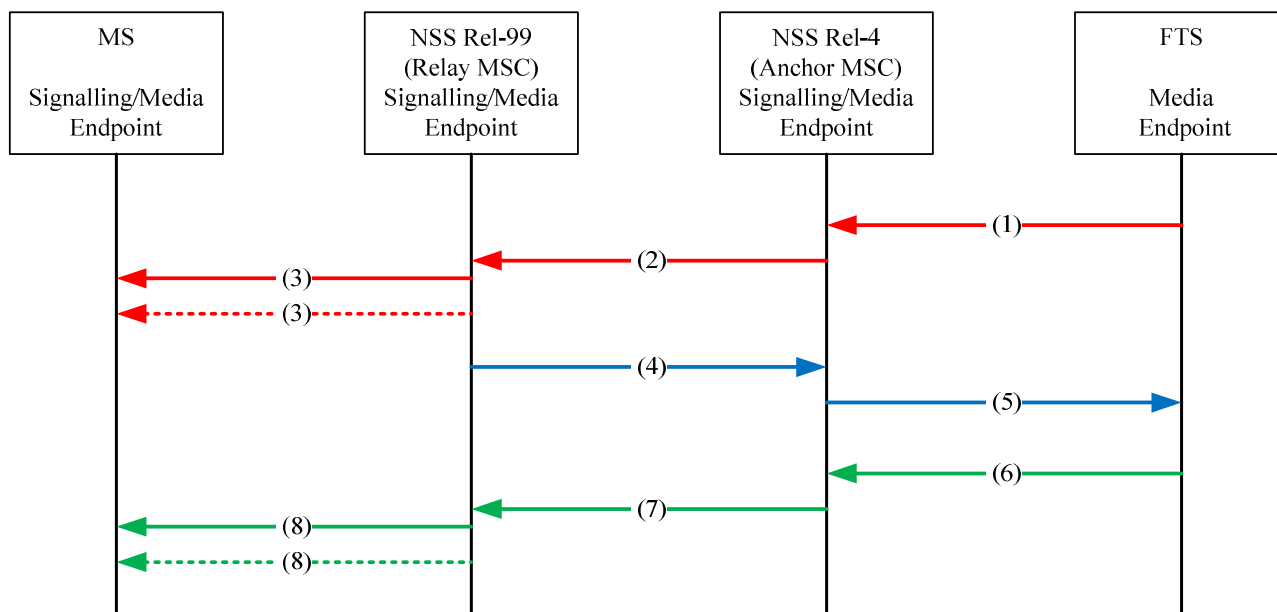 MS
Signalling/Media
Endpoint
NSS Rel-99
(Relay MSC)
Signalling/Media
Endpoint
NSS Rel-4
(Anchor MSC)
Signalling/Media
Endpoint
FTS
Media
Endpoint
(1)
(2)
(3)
(3)
(4)
(5)
(6)
(7)
(8)
(8)